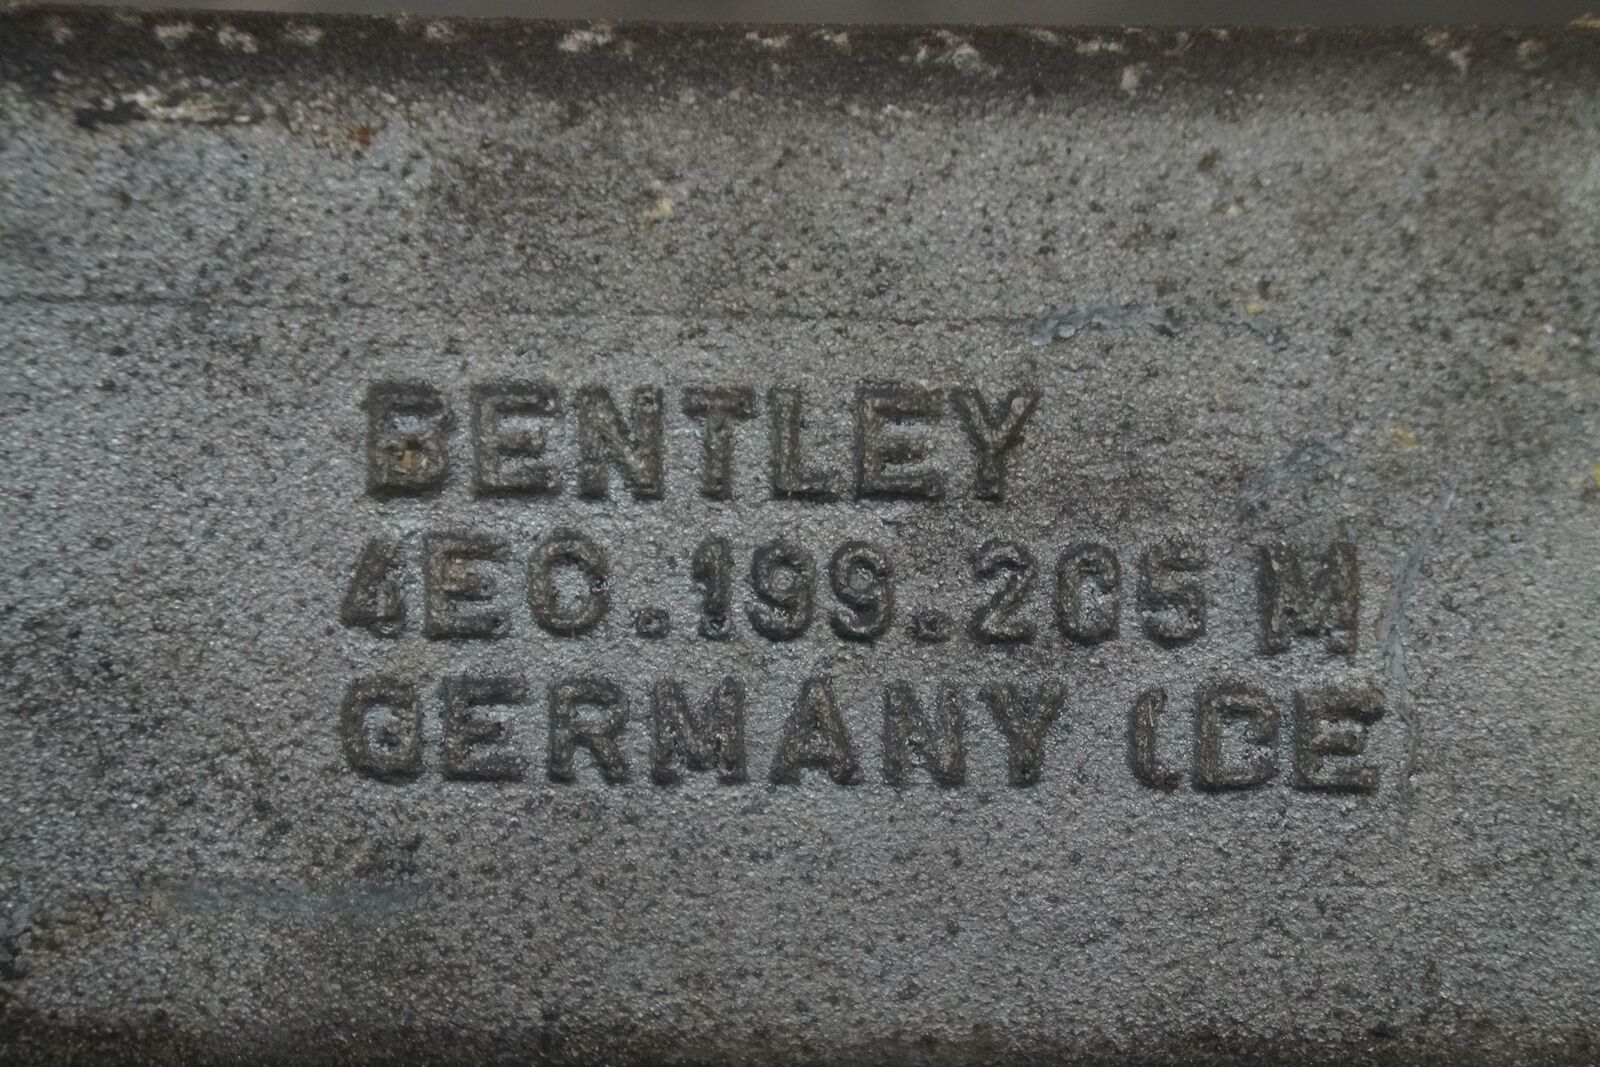 BENTLEY
4E0.199.205 M
GERMANY (DE